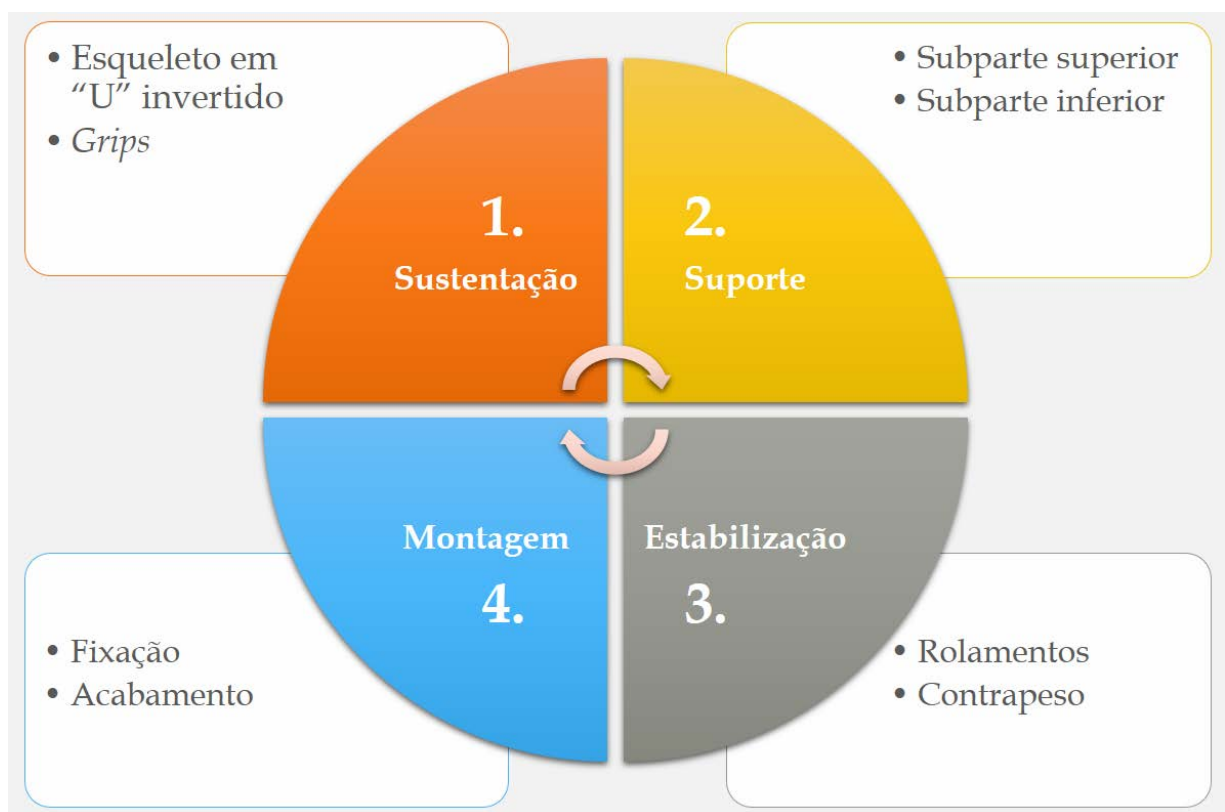 • Esqueleto em
“U” invertido
• Grips
• Subparte superior
• Subparte inferior
1.
Sustentação
2.
Suporte
Montagem
4.
Estabilização
3.
• Fixação
• Acabamento
• Rolamentos
• Contrapeso